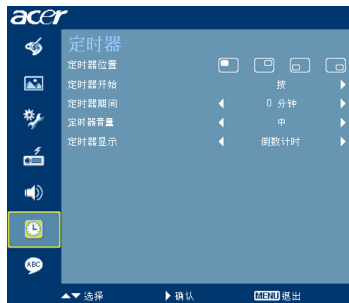 acer
定时器
定时器位置
定时器开始 按
定时器期间 0 分钟
定时器音量 中
定时器显示 倒数计时
ABC
选择 确认 MENU 退出